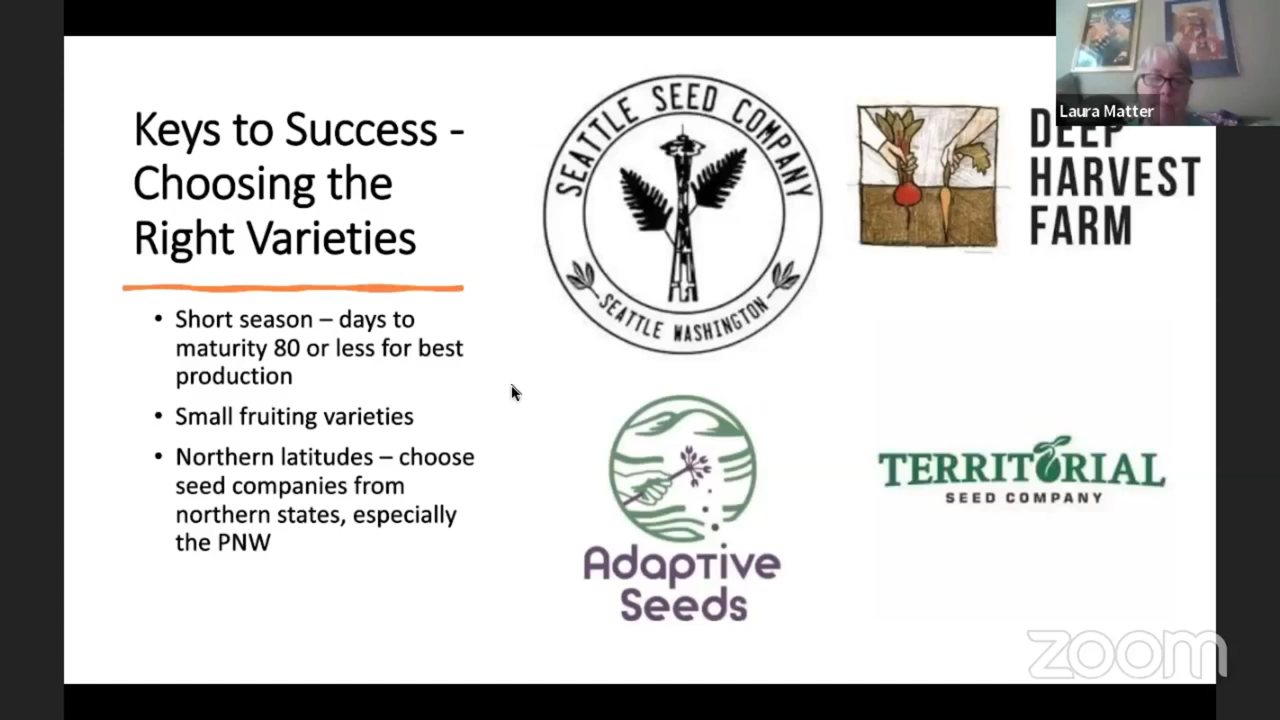 Keys to Success -
Choosing the
Right Varieties
• Short season – days to
maturity 80 or less for best
production
• Small fruiting varieties
• Northern latitudes – choose
seed companies from
northern states, especially
the PNW
SEATTLE SEED COMPANY
SEATTLE WASHINGTON
DEEP
HARVEST
FARM
Laura Matter
Adaptive
Seeds
TERRITORIAL
SEED COMPANY
zoom